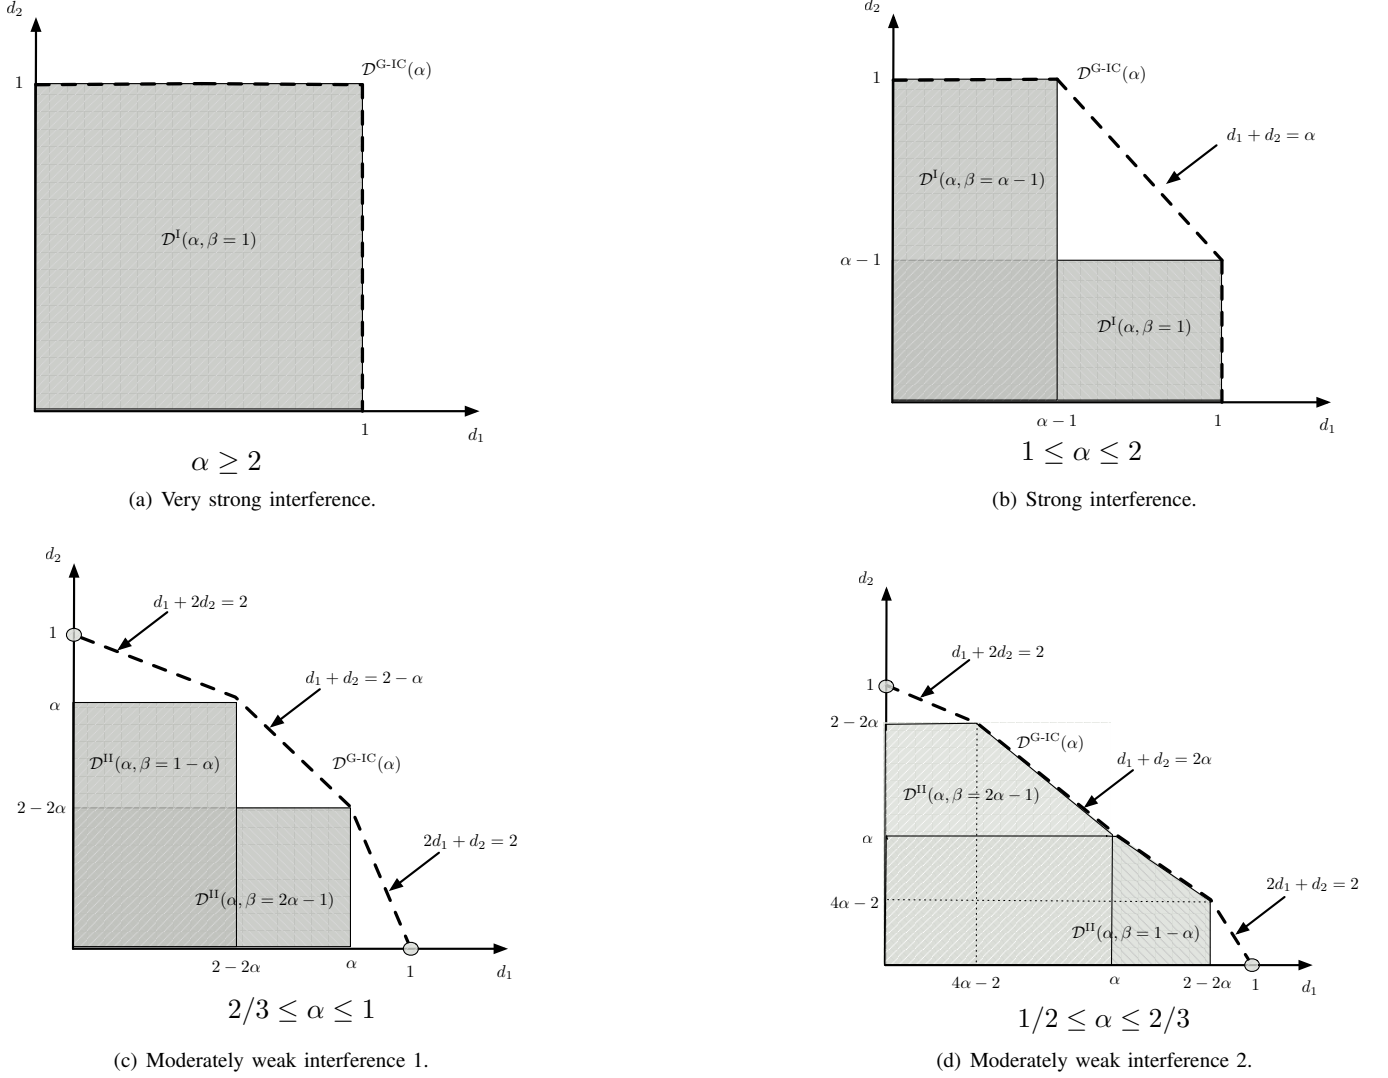 d₂
1
𝒟^G-IC(α)
𝒟^I(α, β = 1)
1
d₁
α ≥ 2
(a) Very strong interference.
d₂
1
𝒟^G-IC(α)
d₁ + d₂ = α
𝒟^I(α, β = α − 1)
α − 1
𝒟^I(α, β = 1)
α − 1
1
d₁
1 ≤ α ≤ 2
(b) Strong interference.
d₂
d₁ + 2d₂ = 2
1
d₁ + d₂ = 2 − α
α
𝒟^II(α, β = 1 − α)
𝒟^G-IC(α)
2 − 2α
2d₁ + d₂ = 2
𝒟^II(α, β = 2α − 1)
2 − 2α
α
1
d₁
2/3 ≤ α ≤ 1
(c) Moderately weak interference 1.
d₂
d₁ + 2d₂ = 2
1
2 − 2α
𝒟^G-IC(α)
d₁ + d₂ = 2α
𝒟^II(α, β = 2α − 1)
α
2d₁ + d₂ = 2
4α − 2
𝒟^II(α, β = 1 − α)
4α − 2
α
2 − 2α
1
d₁
1/2 ≤ α ≤ 2/3
(d) Moderately weak interference 2.